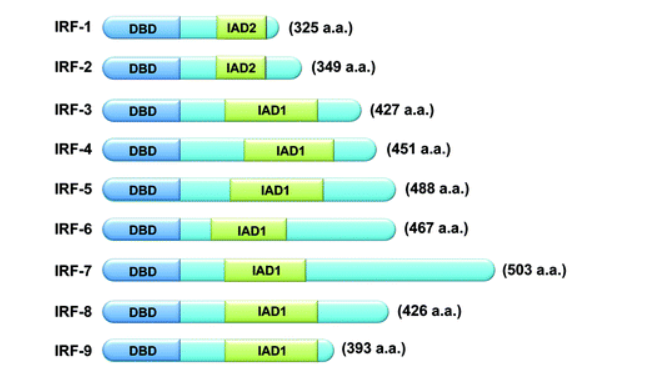 IRF-1 DBD IAD2 (325 a.a.)
IRF-2 DBD IAD2 (349 a.a.)
IRF-3 DBD IAD1 (427 a.a.)
IRF-4 DBD IAD1 (451 a.a.)
IRF-5 DBD IAD1 (488 a.a.)
IRF-6 DBD IAD1 (467 a.a.)
IRF-7 DBD IAD1 (503 a.a.)
IRF-8 DBD IAD1 (426 a.a.)
IRF-9 DBD IAD1 (393 a.a.)